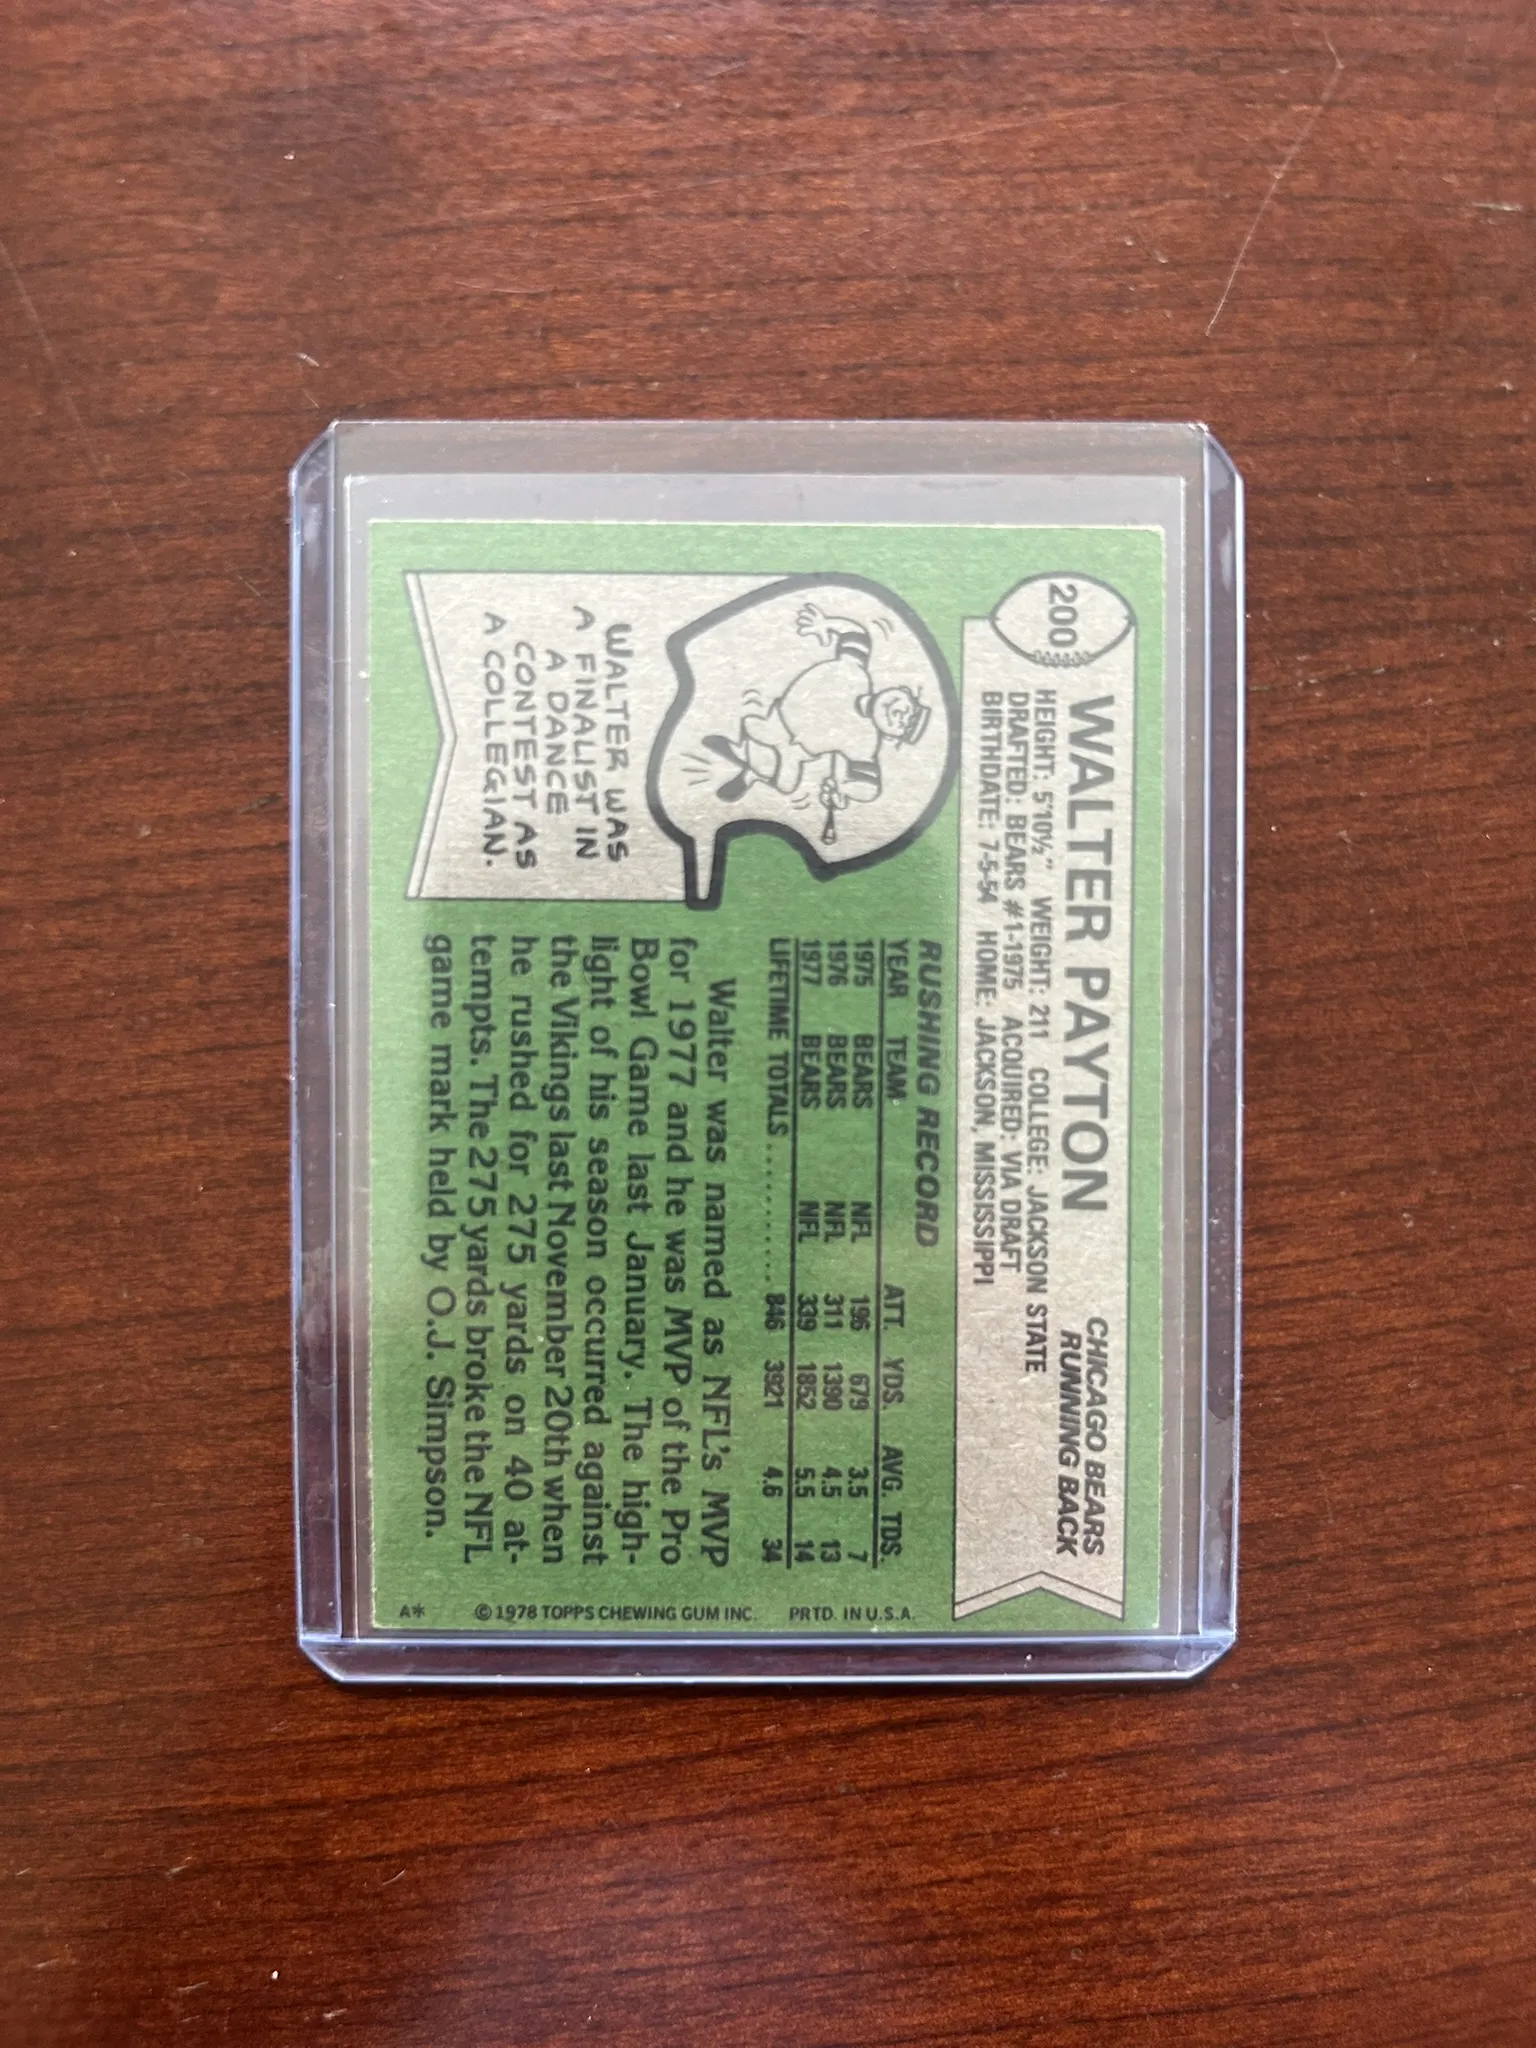 200
WALTER PAYTON
CHICAGO BEARS
RUNNING BACK
HEIGHT: 5'10½" WEIGHT: 211 COLLEGE: JACKSON STATE
DRAFTED: BEARS #1-1975 ACQUIRED: VIA DRAFT
BIRTHDATE: 7-5-54 HOME: JACKSON, MISSISSIPPI
WALTER WAS
A FINALIST IN
A DANCE
CONTEST AS
A COLLEGIAN.
RUSHING RECORD
YEAR TEAM ATT. YDS. AVG. TDS.
1975 BEARS NFL 196 679 3.5 7
1976 BEARS NFL 311 1390 4.5 13
1977 BEARS NFL 339 1852 5.5 14
LIFETIME TOTALS .......... 846 3921 4.6 34
Walter was named as NFL's MVP
for 1977 and he was MVP of the Pro
Bowl Game last January. The high-
light of his season occurred against
the Vikings last November 20th when
he rushed for 275 yards on 40 at-
tempts. The 275 yards broke the NFL
game mark held by O.J. Simpson.
A* © 1978 TOPPS CHEWING GUM INC. PRTD. IN U.S.A.